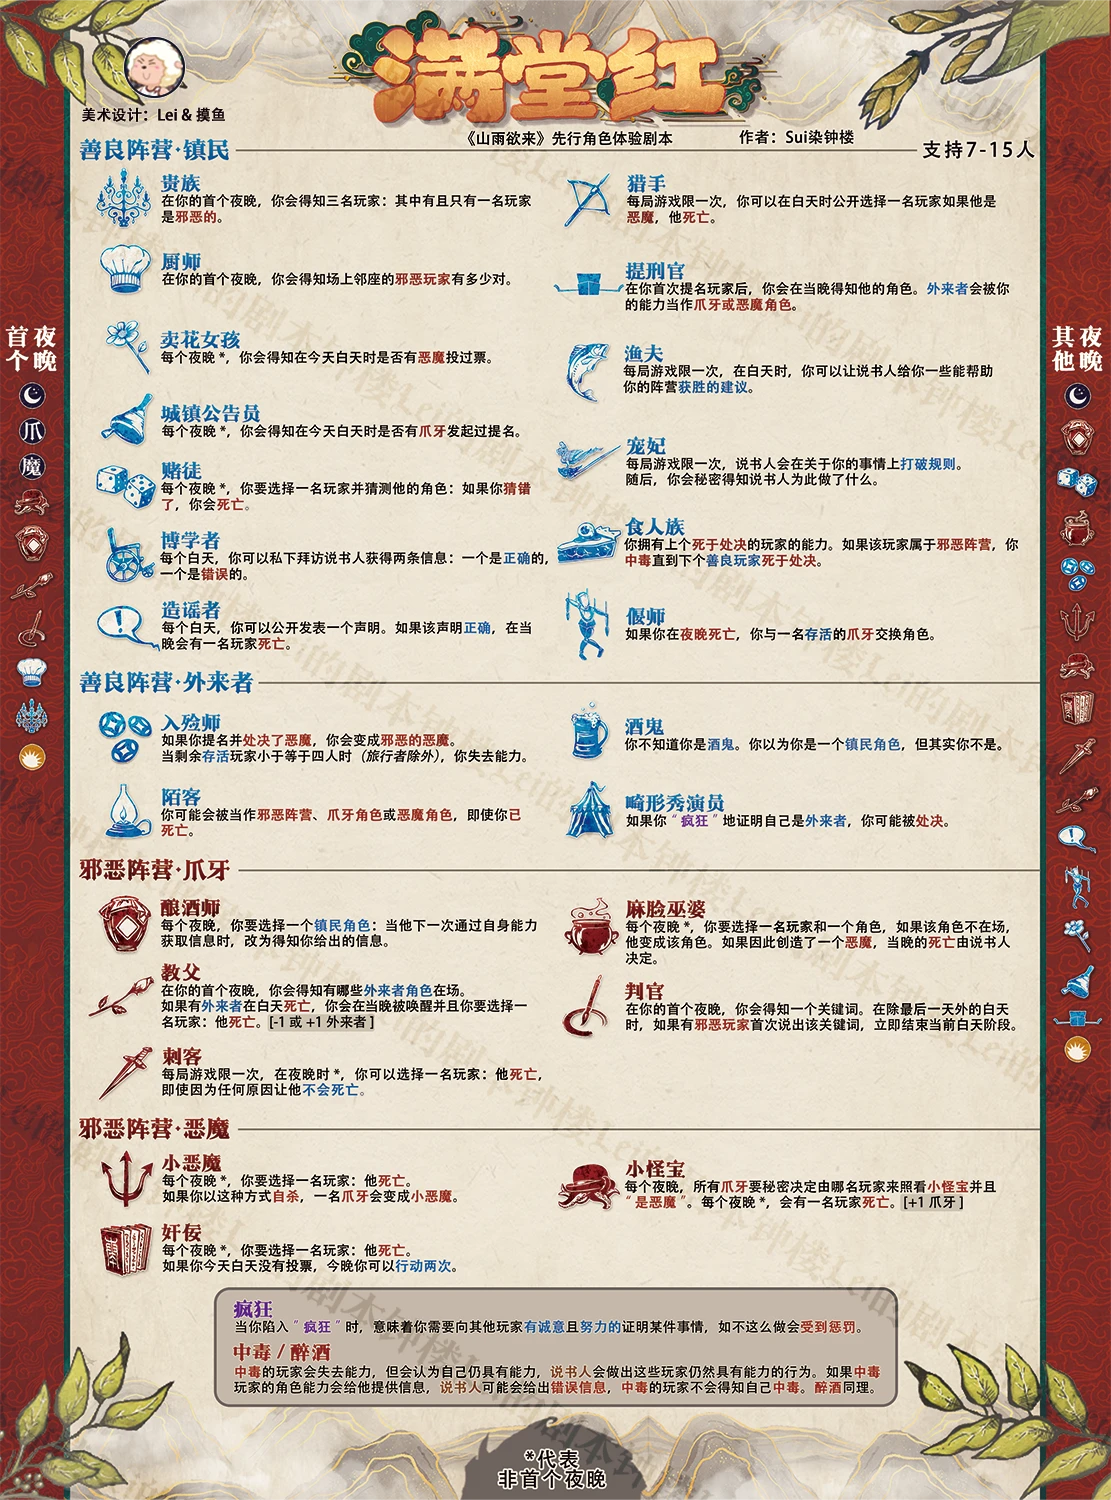 满堂红
美术设计：Lei & 摸鱼
《山雨欲来》先行角色体验剧本
作者：Sui染钟楼
支持7-15人
善良阵营·镇民
贵族
在你的首个夜晚，你会得知三名玩家：其中有且只有一名玩家
是邪恶的。
厨师
在你的首个夜晚，你会得知场上邻座的邪恶玩家有多少对。
卖花女孩
每个夜晚*，你会得知在今天白天时是否有恶魔投过票。
城镇公告员
每个夜晚*，你会得知在今天白天时是否有爪牙发起过提名。
赌徒
每个夜晚*，你要选择一名玩家并猜测他的角色：如果你猜错
了，你会死亡。
博学者
每个白天，你可以私下拜访说书人获得两条信息：一个是正确的，
一个是错误的。
造谣者
每个白天，你可以公开发表一个声明。如果该声明正确，在当
晚会有一名玩家死亡。
猎手
每局游戏限一次，你可以在白天时公开选择一名玩家如果他是
恶魔，他死亡。
提刑官
在你首次提名玩家后，你会在当晚得知他的角色。外来者会被你
的能力当作爪牙或恶魔角色。
渔夫
每局游戏限一次，在白天时，你可以让说书人给你一些能帮助
你的阵营获胜的建议。
宠妃
每局游戏限一次，说书人会在关于你的事情上打破规则。
随后，你会秘密得知说书人为此做了什么。
食人族
你拥有上个死于处决的玩家的能力。如果该玩家属于邪恶阵营，你
中毒直到下个善良玩家死于处决。
偃师
如果你在夜晚死亡，你与一名存活的爪牙交换角色。
善良阵营·外来者
入殓师
如果你提名并处决了恶魔，你会变成邪恶的恶魔。
当剩余存活玩家小于等于四人时（旅行者除外），你失去能力。
陌客
你可能会被当作邪恶阵营、爪牙角色或恶魔角色，即使你已
死亡。
酒鬼
你不知道你是酒鬼。你以为你是一个镇民角色，但其实你不是。
畸形秀演员
如果你“疯狂”地证明自己是外来者，你可能被处决。
邪恶阵营·爪牙
酿酒师
每个夜晚，你要选择一个镇民角色：当他下一次通过自身能力
获取信息时，改为得知你给出的信息。
教父
在你的首个夜晚，你会得知有哪些外来者角色在场。
如果有外来者在白天死亡，你会在当晚被唤醒并且你要选择一
名玩家：他死亡。[-1 或 +1 外来者]
刺客
每局游戏限一次，在夜晚时*，你可以选择一名玩家：他死亡，
即使因为任何原因让他不会死亡。
麻脸巫婆
每个夜晚*，你要选择一名玩家和一个角色，如果该角色不在场，
他变成该角色。如果因此创造了一个恶魔，当晚的死亡由说书人
决定。
判官
在你的首个夜晚，你会得知一个关键词。在除最后一天外的白天
时，如果有邪恶玩家首次说出该关键词，立即结束当前白天阶段。
邪恶阵营·恶魔
小恶魔
每个夜晚*，你要选择一名玩家：他死亡。
如果你以这种方式自杀，一名爪牙会变成小恶魔。
奸佞
每个夜晚*，你要选择一名玩家：他死亡。
如果你今天白天没有投票，今晚你可以行动两次。
小怪宝
每个夜晚，所有爪牙要秘密决定由哪名玩家来照看小怪宝并且
“是恶魔”。每个夜晚*，会有一名玩家死亡。[+1 爪牙]
疯狂
当你陷入“疯狂”时，意味着你需要向其他玩家有诚意且努力的证明某件事情，如不这么做会受到惩罚。
中毒 / 醉酒
中毒的玩家会失去能力，但会认为自己仍具有能力，说书人会做出这些玩家仍然具有能力的行为。如果中毒
玩家的角色能力会给他提供信息，说书人可能会给出错误信息，中毒的玩家不会得知自己中毒。醉酒同理。
*代表
非首个夜晚
首个夜晚
爪
魔
其他夜晚